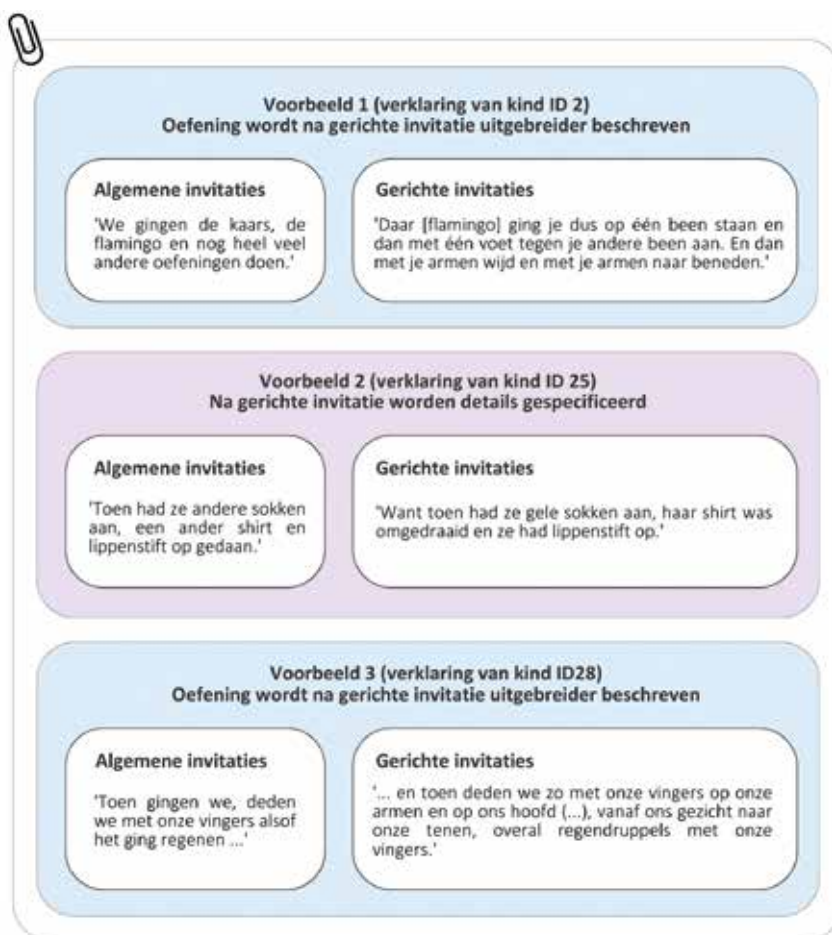 Voorbeeld 1 (verklaring van kind ID 2)
Oefening wordt na gerichte invitatie uitgebreider beschreven
Algemene invitaties
'We gingen de kaars, de
flamingo en nog heel veel
andere oefeningen doen.'
Gerichte invitaties
'Daar [flamingo] ging je dus op één been staan en
dan met één voet tegen je andere been aan. En dan
met je armen wijd en met je armen naar beneden.'
Voorbeeld 2 (verklaring van kind ID 25)
Na gerichte invitatie worden details gespecificeerd
Algemene invitaties
'Toen had ze andere sokken
aan, een ander shirt en
lippenstift op gedaan.'
Gerichte invitaties
'Want toen had ze gele sokken aan, haar shirt was
omgedraaid en ze had lippenstift op.'
Voorbeeld 3 (verklaring van kind ID28)
Oefening wordt na gerichte invitatie uitgebreider beschreven
Algemene invitaties
'Toen gingen we, deden
we met onze vingers alsof
het ging regenen ...'
Gerichte invitaties
'... en toen deden we zo met onze vingers op onze
armen en op ons hoofd (...), vanaf ons gezicht naar
onze tenen, overal regendruppels met onze
vingers.'